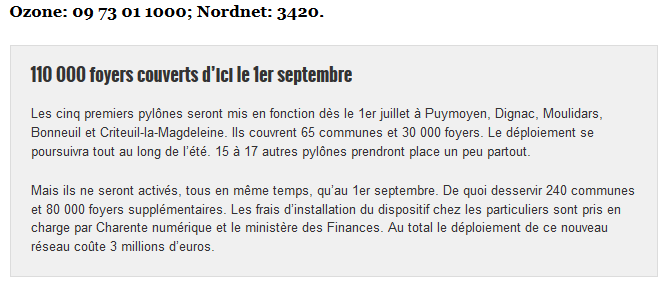 Ozone: 09 73 01 1000; Nordnet: 3420.
110 000 foyers couverts d’ıcI le 1er septembre
Les cinq premiers pylônes seront mis en fonction dès le 1er juillet à Puymoyen, Dignac, Moulidars,
Bonneuil et Criteuil-la-Magdeleine. Ils couvrent 65 communes et 30 000 foyers. Le déploiement se
poursuivra tout au long de l’été. 15 à 17 autres pylônes prendront place un peu partout.
Mais ils ne seront activés, tous en même temps, qu’au 1er septembre. De quoi desservir 240 communes
et 80 000 foyers supplémentaires. Les frais d’installation du dispositif chez les particuliers sont pris en
charge par Charente numérique et le ministère des Finances. Au total le déploiement de ce nouveau
réseau coûte 3 millions d’euros.